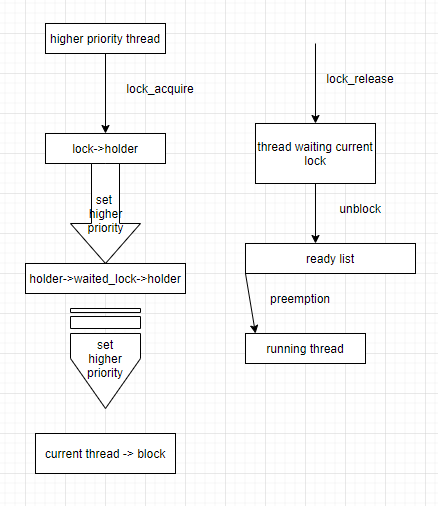 higher priority thread
lock_acquire
lock->holder
set
higher
priority
holder->waited_lock->holder
set
higher
priority
current thread -> block
lock_release
thread waiting current
lock
unblock
ready list
preemption
running thread